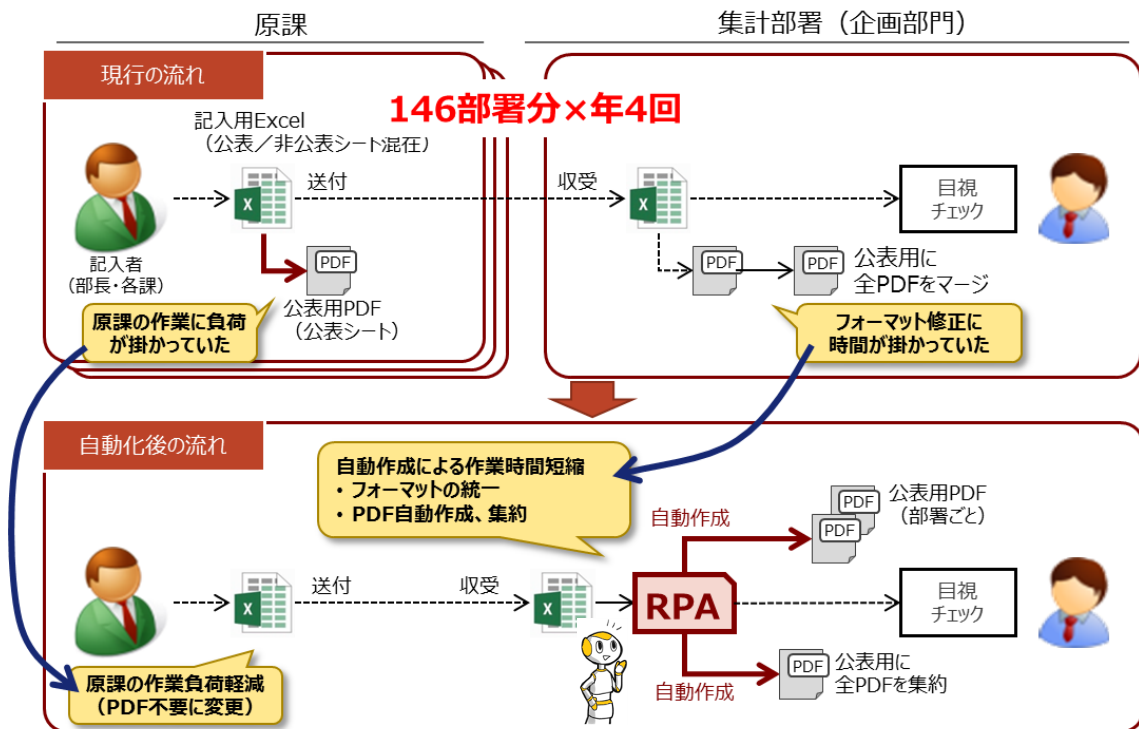 原課
集計部署（企画部門）
現行の流れ
146部署分×年4回
記入用Excel
（公表／非公表シート混在）
送付
収受
X
X
目視
チェック
PDF
記入者
（部長・各課）
公表用PDF
（公表シート）
PDF
PDF
公表用に
全PDFをマージ
原課の作業に負荷
が掛かっていた
フォーマット修正に
時間が掛かっていた
自動化後の流れ
自動作成による作業時間短縮
・ フォーマットの統一
・ PDF自動作成、集約
自動作成
PDF
PDF
公表用PDF
（部署ごと）
送付
収受
X
X
RPA
目視
チェック
自動作成
PDF
公表用に
全PDFを集約
原課の作業負荷軽減
（PDF不要に変更）